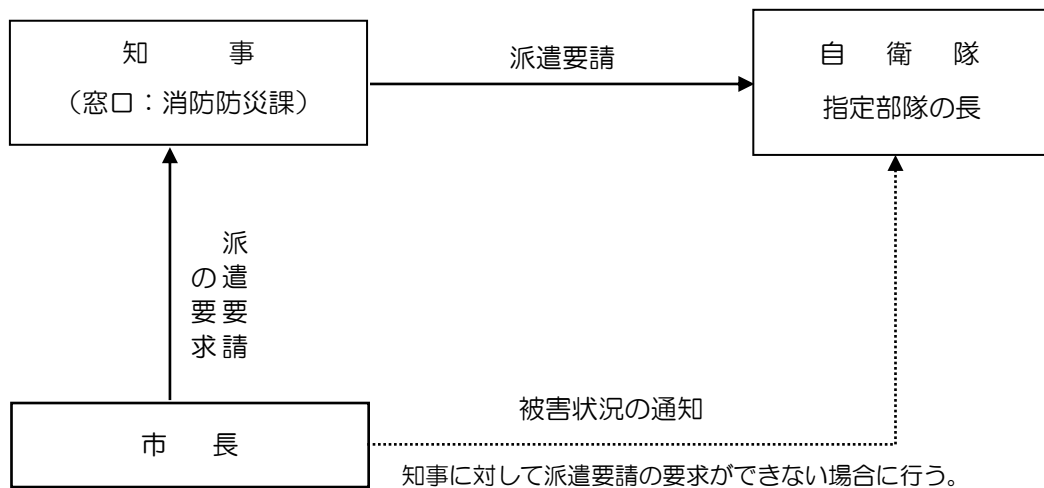 知　　事
（窓口：消防防災課）
派遣要請
自　衛　隊
指定部隊の長
派遣要請
の要求
市　長
被害状況の通知
知事に対して派遣要請の要求ができない場合に行う。